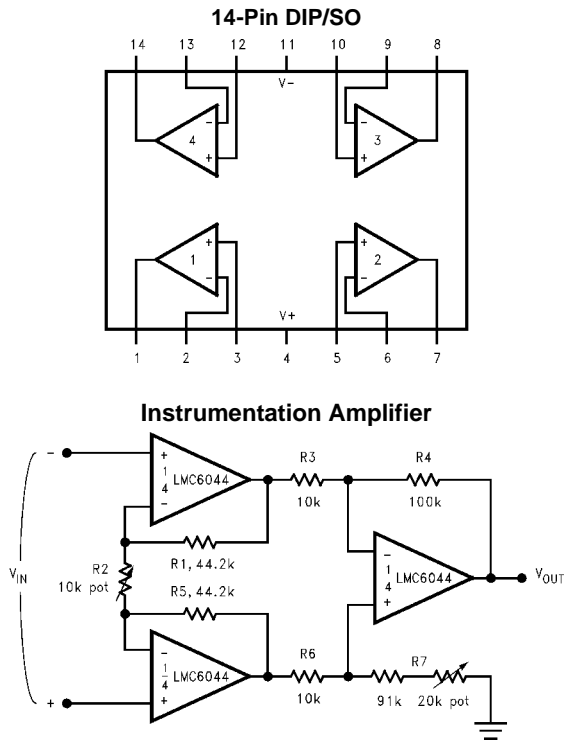 14-Pin DIP/SO
14 13 12 11 10 9 8
V-
4 - + - + 3
1 + - + - 2
V+
1 2 3 4 5 6 7
Instrumentation Amplifier
-
+
1
4
LMC6044
-
R3
10k
R4
100k
R1, 44.2k
VIN
R2
10k pot
R5, 44.2k
-
1
4
LMC6044
+
VOUT
-
1
4
LMC6044
+
+
R6
10k
91k
R7
20k pot